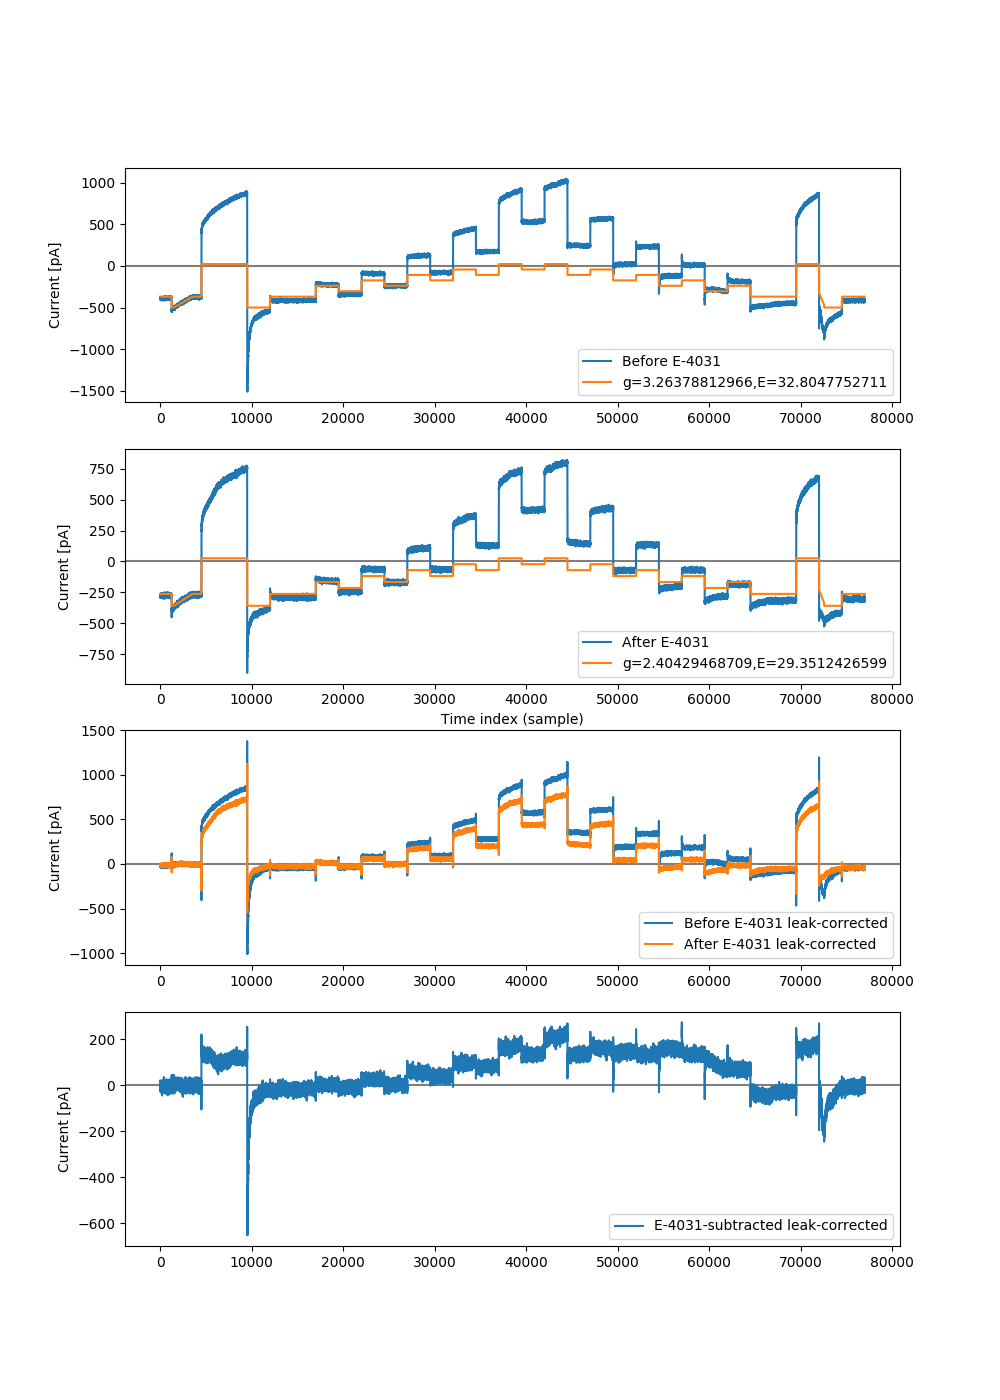 1000
500
0
−500
−1000
−1500
Current [pA]
Before E-4031
g=3.26378812966,E=32.8047752711
0 10000 20000 30000 40000 50000 60000 70000 80000
750
500
250
0
−250
−500
−750
Current [pA]
After E-4031
g=2.40429468709,E=29.3512426599
0 10000 20000 30000 40000 50000 60000 70000 80000
Time index (sample)
1500
1000
500
0
−500
−1000
Current [pA]
Before E-4031 leak-corrected
After E-4031 leak-corrected
0 10000 20000 30000 40000 50000 60000 70000 80000
200
0
−200
−400
−600
Current [pA]
E-4031-subtracted leak-corrected
0 10000 20000 30000 40000 50000 60000 70000 80000